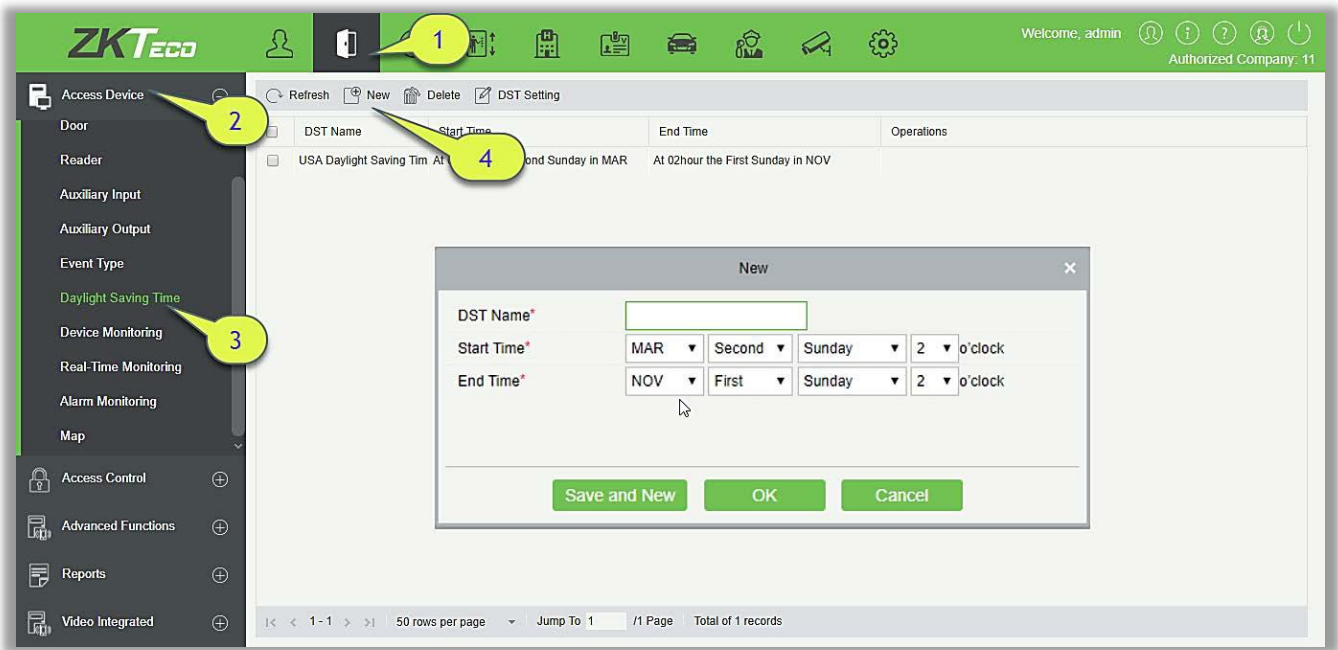 ZKTeco
1
Welcome, admin
Authorized Company: 11
Access Device
2
Door
Reader
Auxiliary Input
Auxiliary Output
Event Type
Daylight Saving Time
3
Device Monitoring
Real-Time Monitoring
Alarm Monitoring
Map
Access Control
Advanced Functions
Reports
Video Integrated
Refresh New Delete DST Setting
4
DST Name Start Time End Time Operations
USA Daylight Saving Tim At ond Sunday in MAR At 02hour the First Sunday in NOV
New
DST Name*
Start Time* MAR Second Sunday 2 o'clock
End Time* NOV First Sunday 2 o'clock
Save and New OK Cancel
1 - 1 50 rows per page Jump To 1 /1 Page Total of 1 records